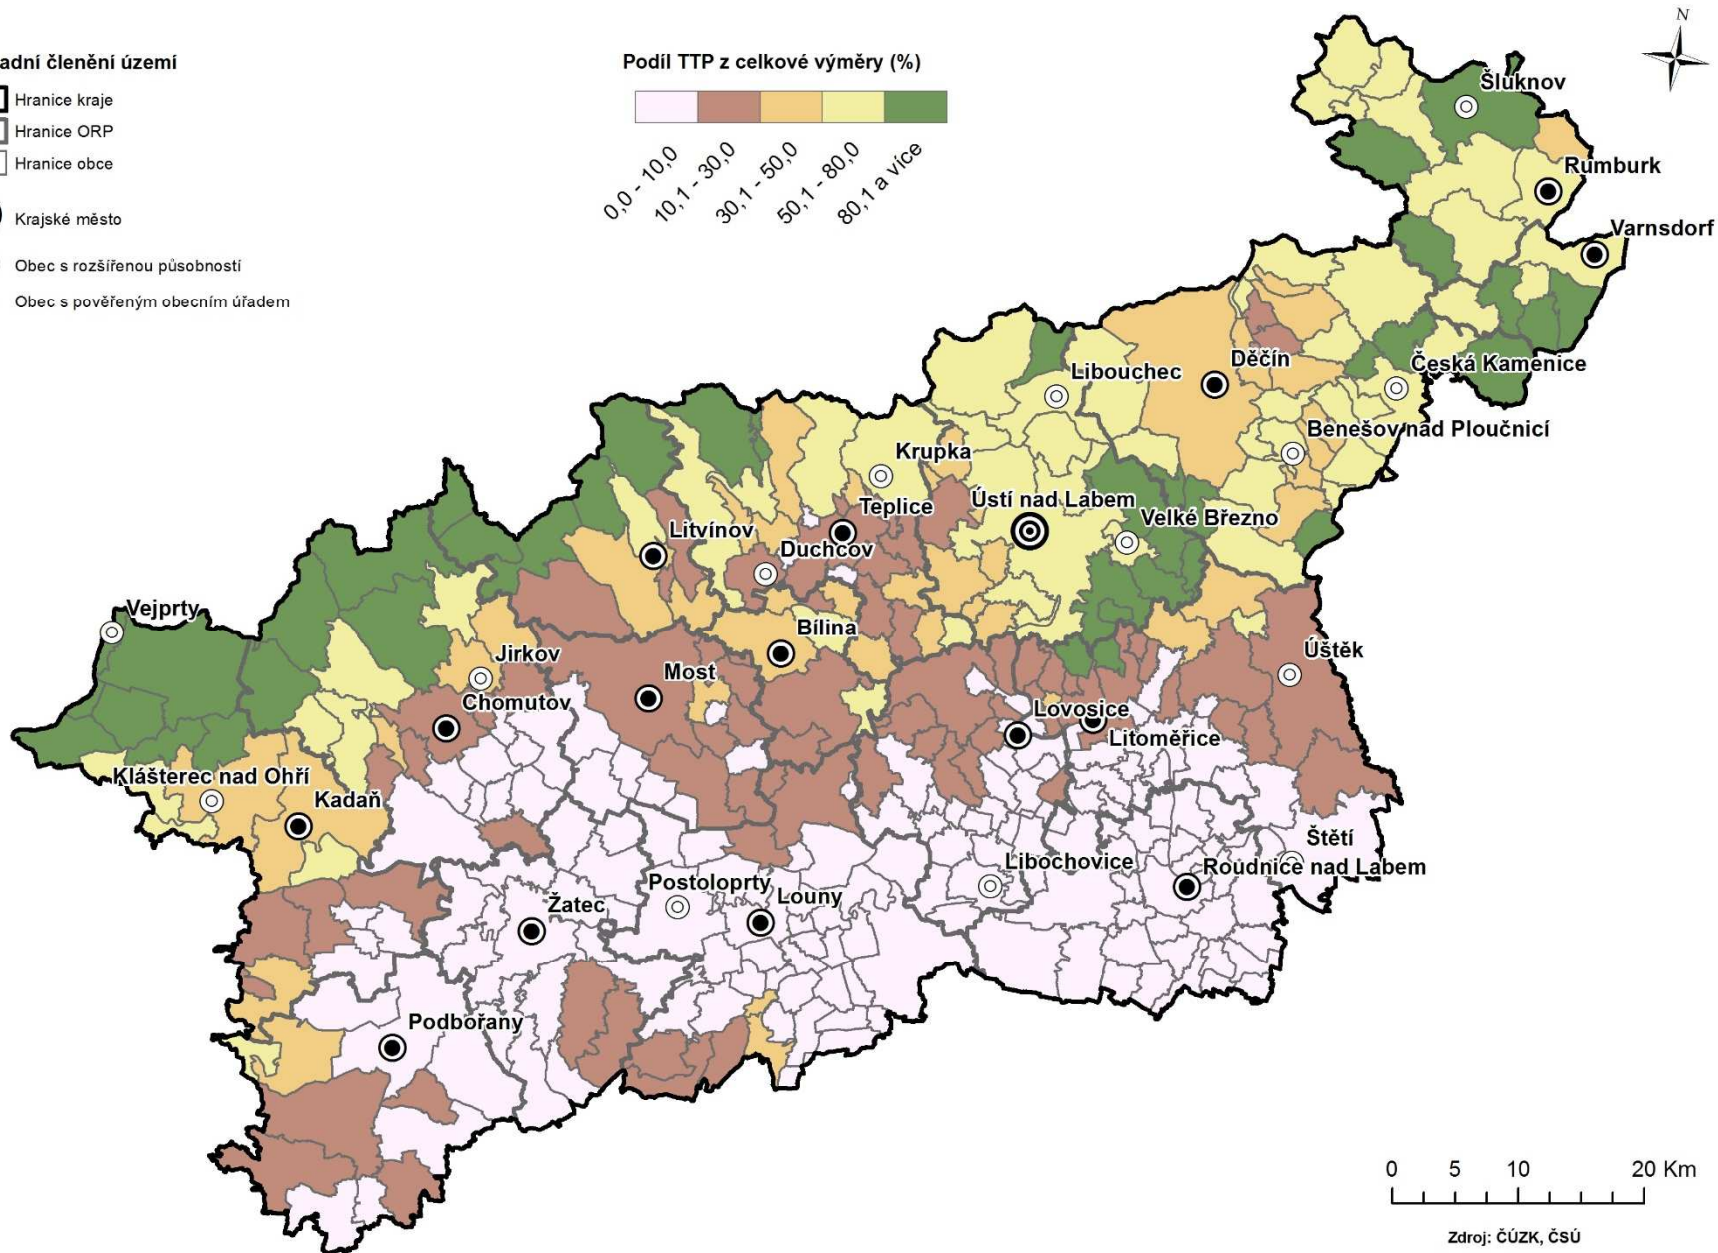 adní členění území
Hranice kraje
Hranice ORP
Hranice obce
Krajské město
Obec s rozšířenou působností
Obec s pověřeným obecním úřadem
Podíl TTP z celkové výměry (%)
0,0 - 10,0
10,1 - 30,0
30,1 - 50,0
50,1 - 80,0
80,1 a více
N
Šluknov
Rumburk
Varnsdorf
Děčín
Česká Kamenice
Libouchec
Benešov nad Ploučnicí
Krupka
Teplice
Ústí nad Labem
Velké Březno
Litvínov
Duchcov
Vejprty
Bílina
Jirkov
Úštěk
Most
Chomutov
Lovosice
Litoměřice
Klášterec nad Ohří
Kadaň
Štětí
Libochovice
Roudnice nad Labem
Postoloprty
Louny
Žatec
Podbořany
0 5 10 20 Km
Zdroj: ČÚZK, ČSÚ